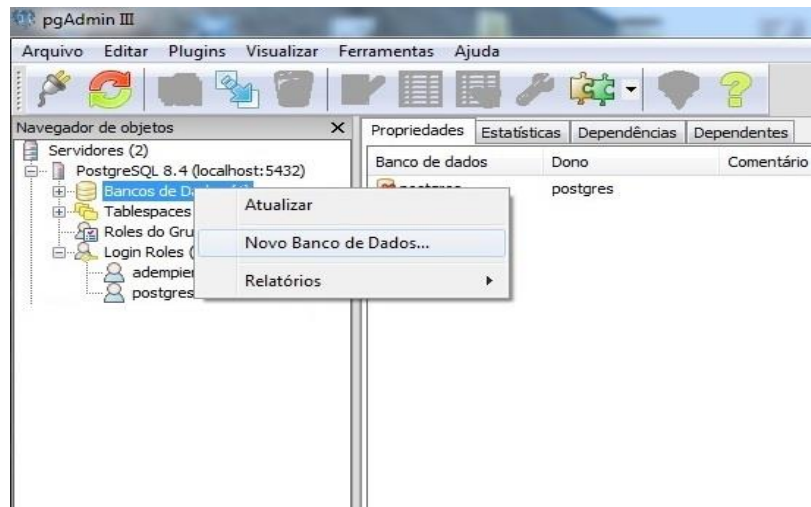 pgAdmin III
Arquivo Editar Plugins Visualizar Ferramentas Ajuda
Navegador de objetos X
Servidores (2)
PostgreSQL 8.4 (localhost:5432)
Bancos de
Tablespaces
Roles do Gru
Login Roles (
adempier
postgres
Atualizar
Novo Banco de Dados...
Relatórios
Propriedades Estatísticas Dependências Dependentes
Banco de dados Dono Comentário
postgres postgres